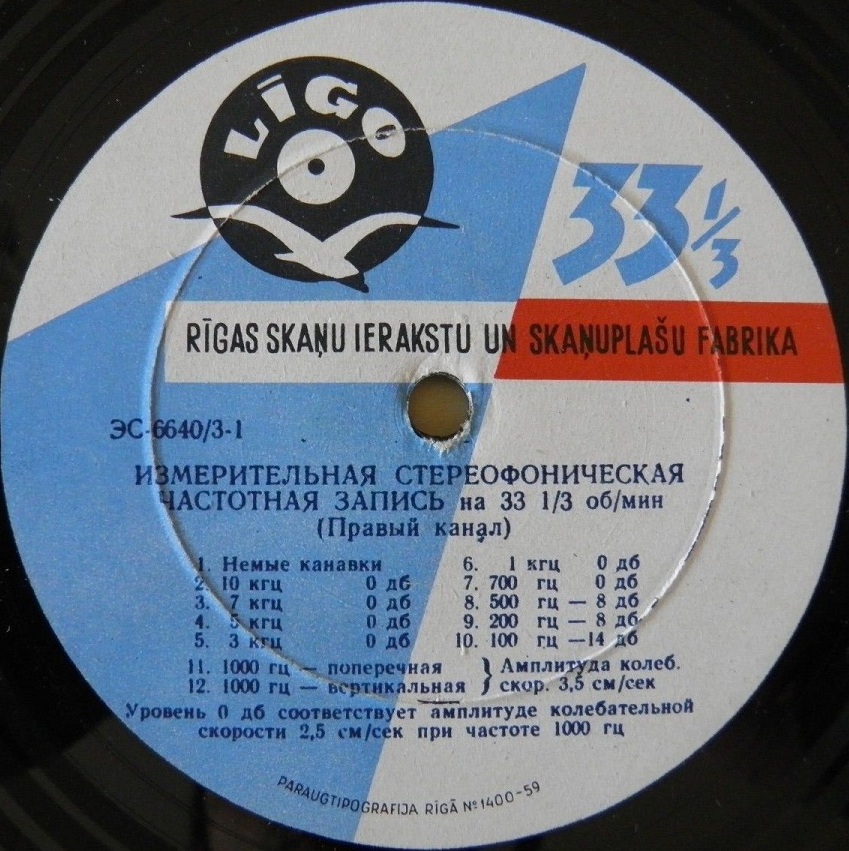 LĪGO
33 1/3
RĪGAS SKAŅU IERAKSTU UN SKAŅUPLAŠU FABRIKA
ЭС-6640/3-1
ИЗМЕРИТЕЛЬНАЯ СТЕРЕОФОНИЧЕСКАЯ
ЧАСТОТНАЯ ЗАПИСЬ на 33 1/3 об/мин
(Правый канал)
1. Немые канавки
2. 10 кгц 0 дб
3. 7 кгц 0 дб
4. 5 кгц 0 дб
5. 3 кгц 0 дб
6. 1 кгц 0 дб
7. 700 гц 0 дб
8. 500 гц — 8 дб
9. 200 гц — 8 дб
10. 100 гц —14 дб
11. 1000 гц — поперечная } Амплитуда колеб.
12. 1000 гц — вертикальная } скор. 3,5 см/сек
Уровень 0 дб соответствует амплитуде колебательной
скорости 2,5 см/сек при частоте 1000 гц
PARAUGTIPOGRAFIJA RĪGĀ № 1400-59